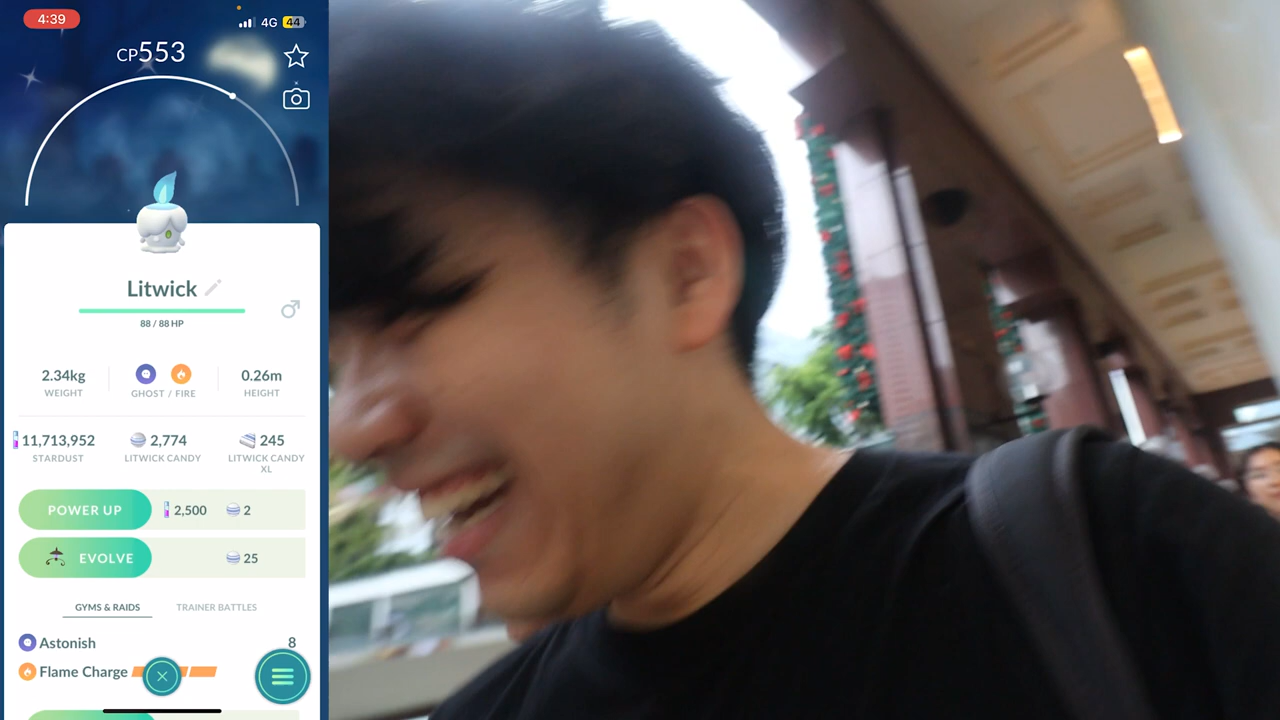 4:39
4G 44
CP553
Litwick
88 / 88 HP
2.34kg
WEIGHT
GHOST / FIRE
0.26m
HEIGHT
11,713,952
STARDUST
2,774
LITWICK CANDY
245
LITWICK CANDY
XL
POWER UP 2,500 2
EVOLVE 25
GYMS & RAIDS TRAINER BATTLES
Astonish 8
Flame Charge